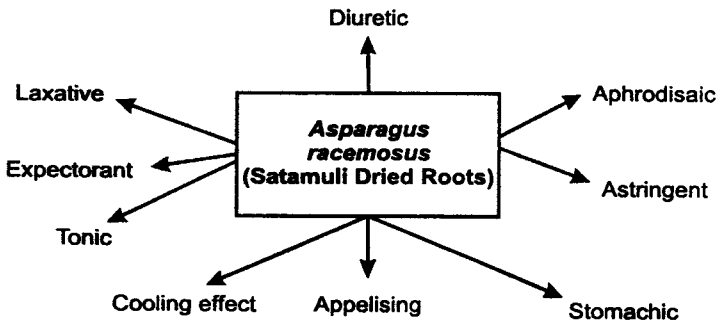 Diuretic
Laxative
Aphrodisaic
Asparagus
racemosus
(Satamuli Dried Roots)
Expectorant
Astringent
Tonic
Cooling effect
Appelising
Stomachic